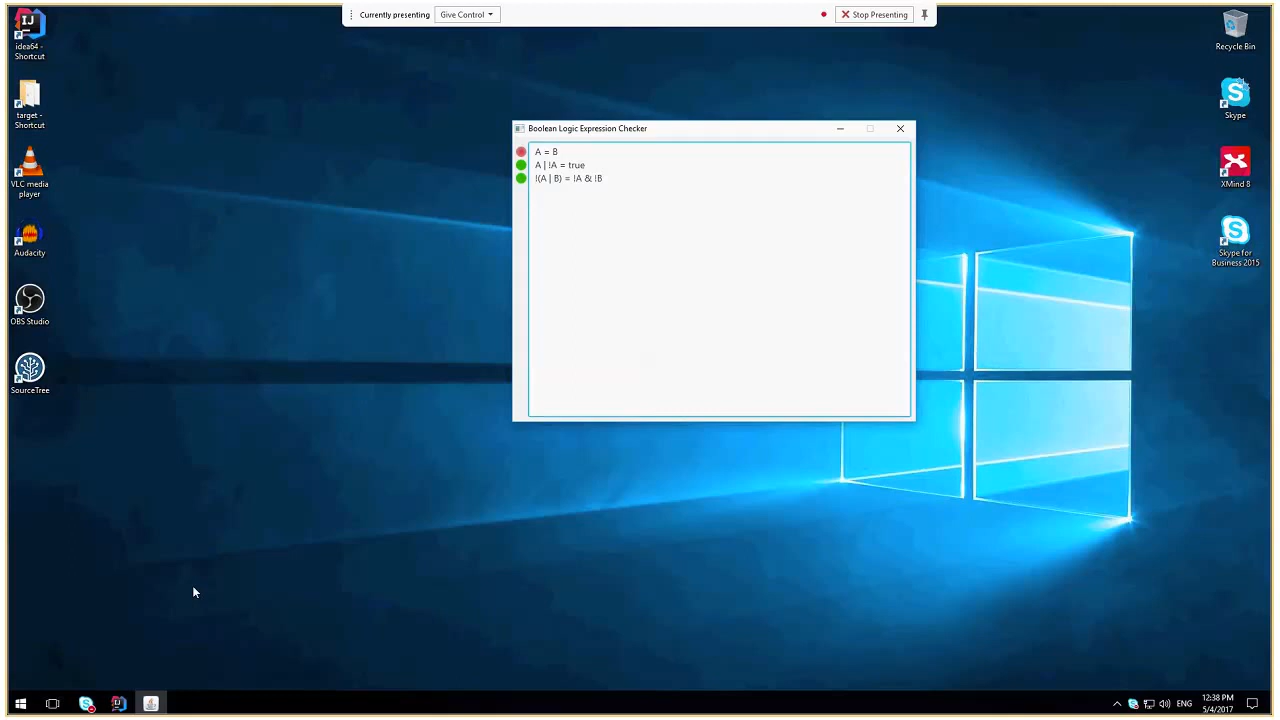 Currently presenting
Give Control
Stop Presenting
IJ
idea64 -
Shortcut
target -
Shortcut
VLC media
player
Audacity
OBS Studio
SourceTree
Boolean Logic Expression Checker
A = B
A | !A = true
!(A | B) = !A & !B
Recycle Bin
Skype
XMind 8
Skype for
Business 2015
ENG
12:38 PM
5/4/2017